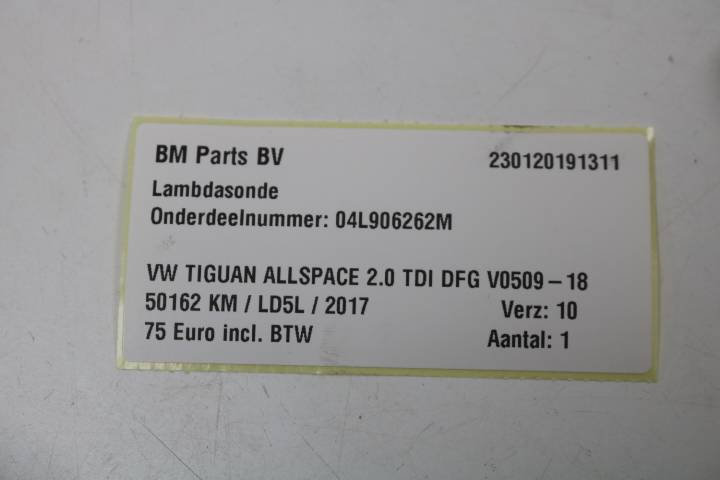 BM Parts BV 230120191311
Lambdasonde
Onderdeelnummer: 04L906262M
VW TIGUAN ALLSPACE 2.0 TDI DFG V0509-18
50162 KM / LD5L / 2017 Verz: 10
75 Euro incl. BTW Aantal: 1